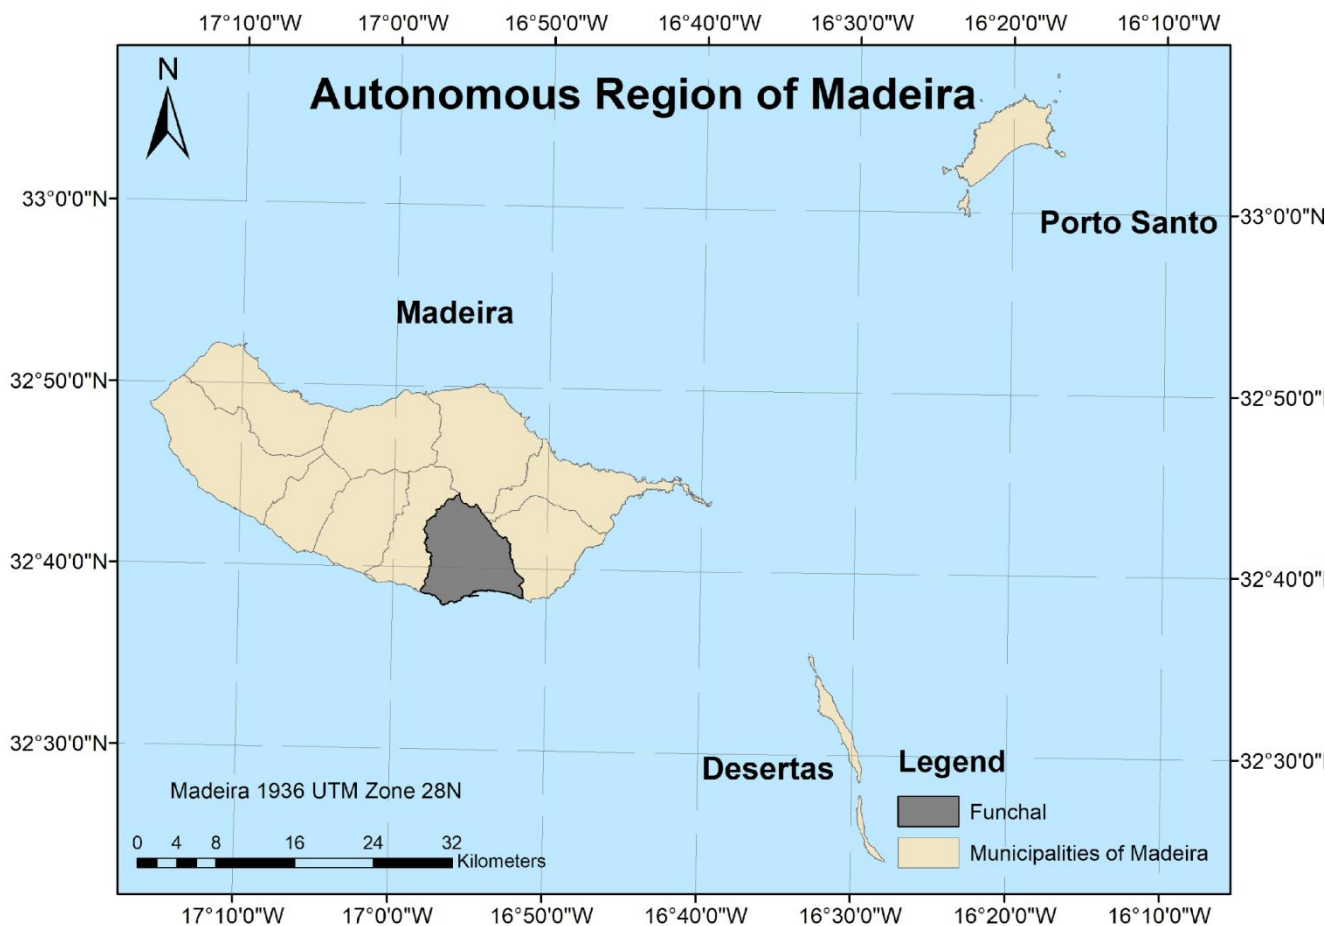 17°10'0"W 17°0'0"W 16°50'0"W 16°40'0"W 16°30'0"W 16°20'0"W 16°10'0"W
N
Autonomous Region of Madeira
33°0'0"N
33°0'0"N
Porto Santo
Madeira
32°50'0"N
32°50'0"N
32°40'0"N
32°40'0"N
32°30'0"N
32°30'0"N
Desertas
Legend
Funchal
Municipalities of Madeira
Madeira 1936 UTM Zone 28N
0 4 8 16 24 32
Kilometers
17°10'0"W 17°0'0"W 16°50'0"W 16°40'0"W 16°30'0"W 16°20'0"W 16°10'0"W